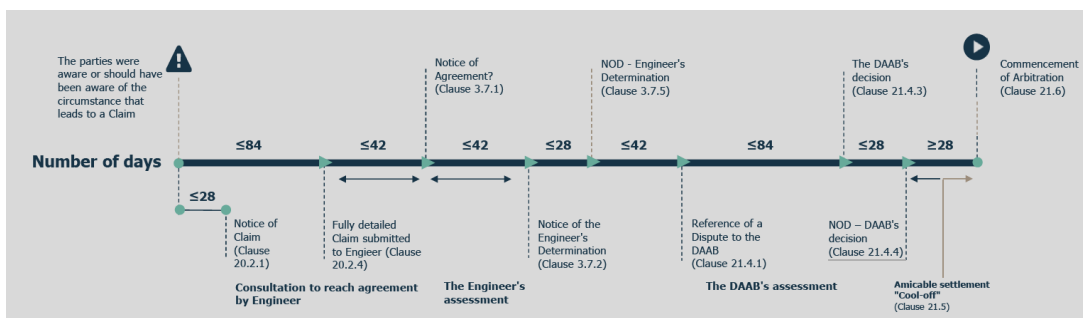 The parties were
aware or should have
been aware of the
circumstance that
leads to a Claim
Notice of
Agreement?
(Clause 3.7.1)
NOD - Engineer's
Determination
(Clause 3.7.5)
The DAAB's
decision
(Clause 21.4.3)
Commencement
of Arbitration
(Clause 21.6)
Number of days
≤84
≤42
≤42
≤28
≤42
≤84
≤28
≥28
≤28
Notice of
Claim
(Clause
20.2.1)
Fully detailed
Claim submitted
to Engieer (Clause
20.2.4)
Notice of the
Engineer's
Determination
(Clause 3.7.2)
Reference of a
Dispute to the
DAAB
(Clause 21.4.1)
NOD – DAAB's
decision
(Clause 21.4.4)
Consultation to reach agreement
by Engineer
The Engineer's
assessment
The DAAB's assessment
Amicable settlement
"Cool-off"
(Clause 21.5)